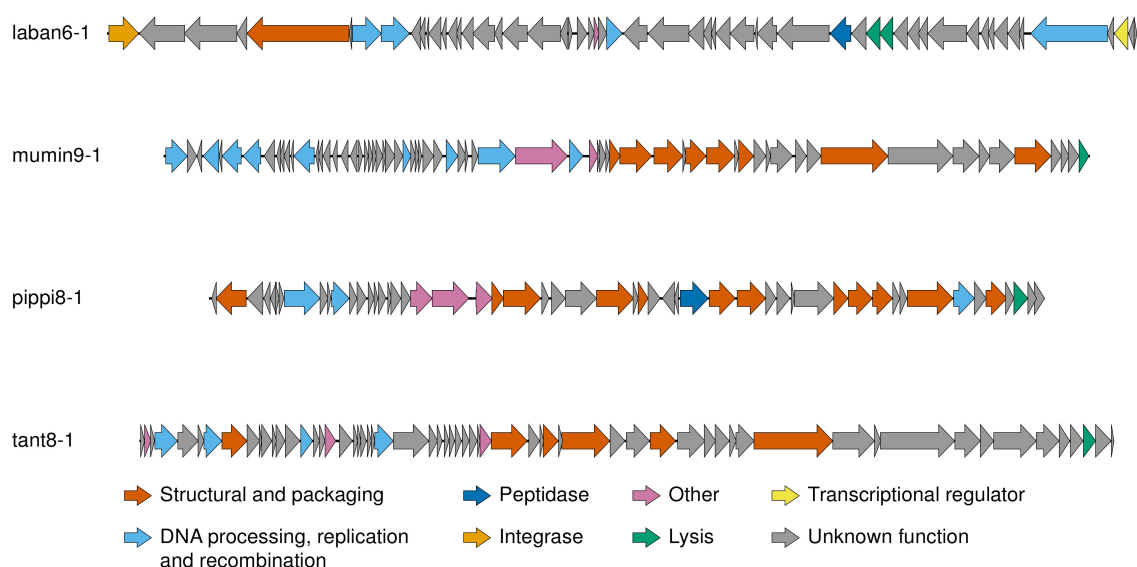 laban6-1
mumin9-1
pippi8-1
tant8-1
Structural and packaging
Peptidase
Other
Transcriptional regulator
DNA processing, replication
and recombination
Integrase
Lysis
Unknown function